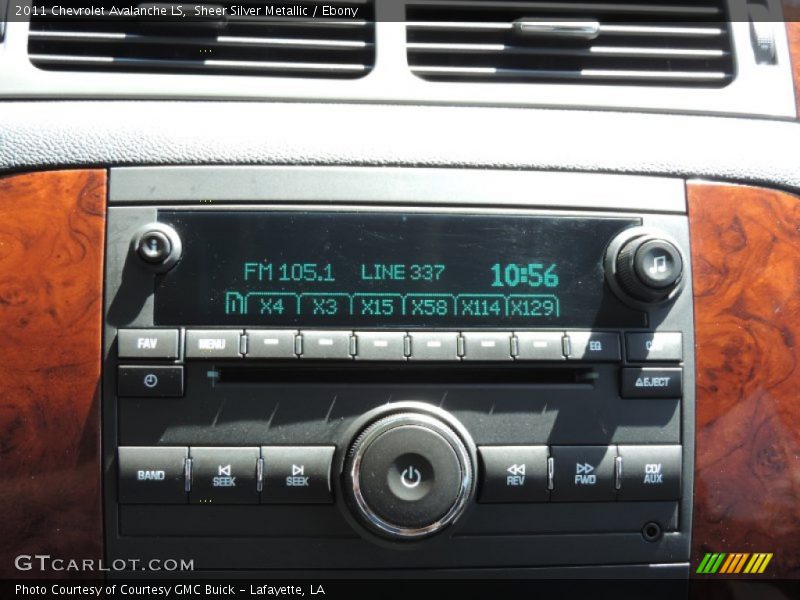 2011 Chevrolet Avalanche LS, Sheer Silver Metallic / Ebony
FM 105.1 LINE 337 10:56
X4 X3 X15 X58 X114 X129
FAV MENU EQ
EJECT
BAND SEEK SEEK REV FWD CD/AUX
GTCARLOT.COM
Photo Courtesy of Courtesy GMC Buick - Lafayette, LA